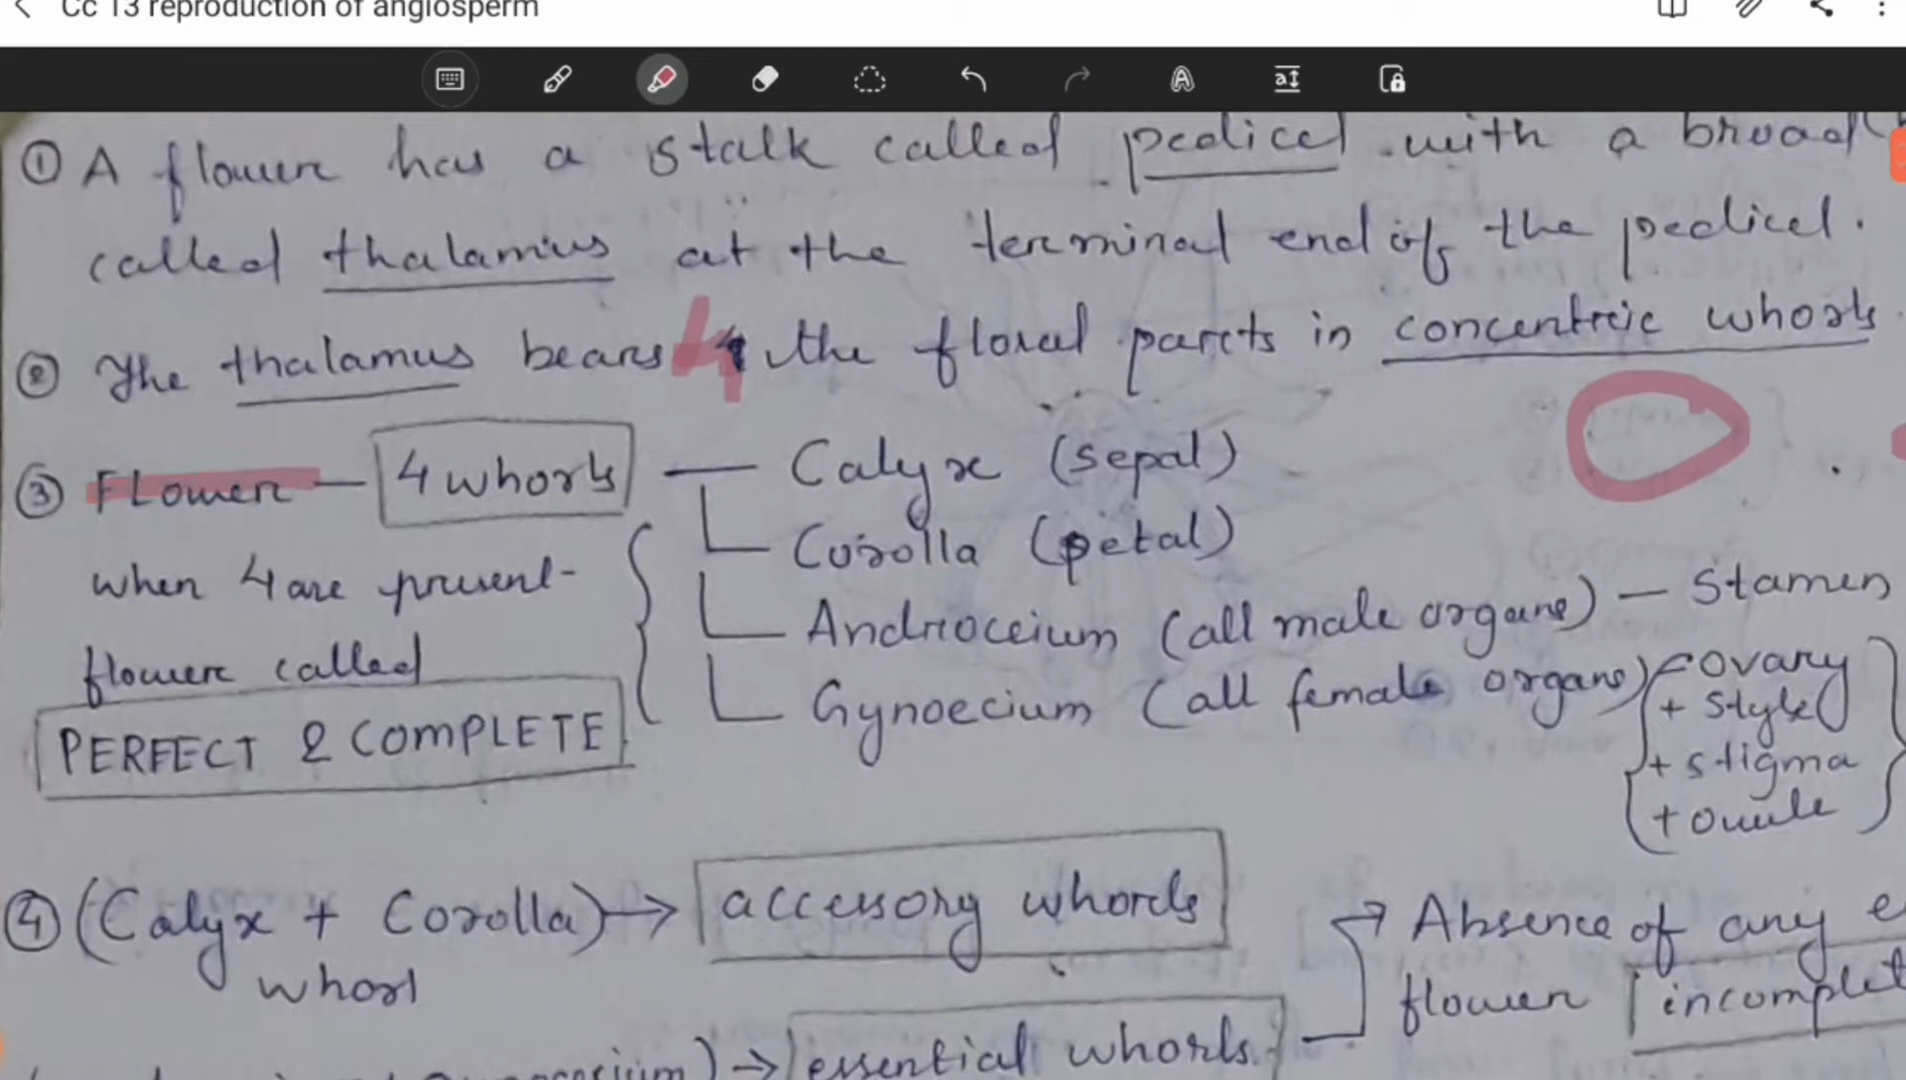 Cc 13 reproduction of angiosperm
① A flower has a stalk called pedicel with a broad
called thalamus at the terminal end of the pedicel.
② The thalamus bears 4 the floral parts in concentric whorls.
③ Flower — 4 whorls — Calyx (sepal)
Corolla (petal)
when 4 are present-
Androecium (all male organs) — Stamen
flower called
Gynoecium (all female organs) ovary
+ Style
PERFECT & COMPLETE
+ stigma
+ ovule
④ (Calyx + Corolla) → accessory whorls
whorl
→ Absence of any
flower incomplet
) → essential whorls.